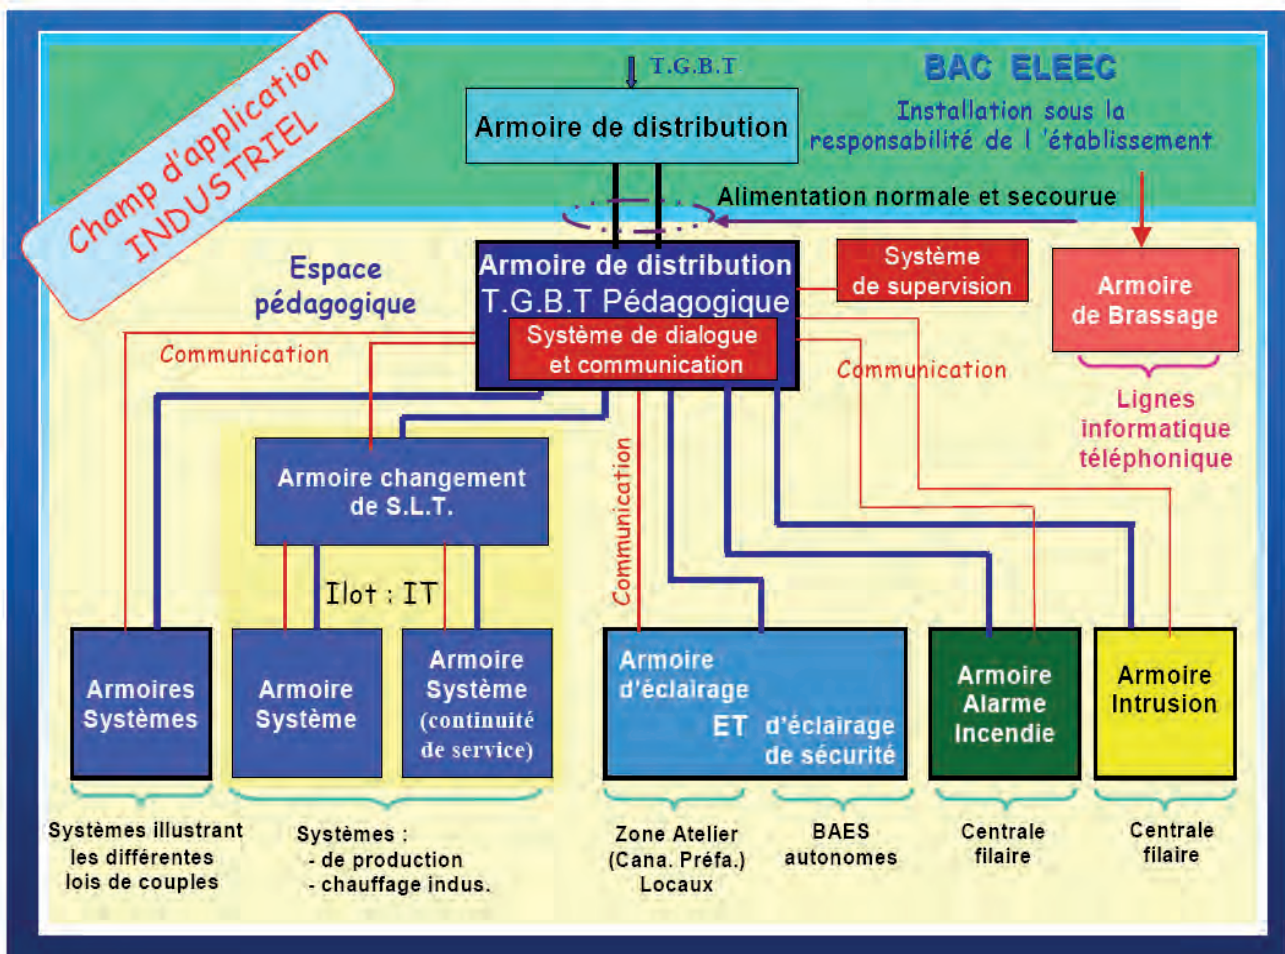 Champ d'application
INDUSTRIEL
T.G.B.T
BAC ELEEC
Armoire de distribution
Installation sous la
responsabilité de l 'établissement
Alimentation normale et secourue
Espace
pédagogique
Armoire de distribution
T.G.B.T Pédagogique
Système de dialogue
et communication
Système
de supervision
Armoire
de Brassage
Communication
Communication
Lignes
informatique
téléphonique
Armoire changement
de S.L.T.
Communication
Ilot : IT
Armoires
Systèmes
Armoire
Système
Armoire
Système
(continuité
de service)
Armoire
d'éclairage
ET d'éclairage
de sécurité
Armoire
Alarme
Incendie
Armoire
Intrusion
Systèmes illustrant
les différentes
lois de couples
Systèmes :
- de production
- chauffage indus.
Zone Atelier
(Cana. Préfa.)
Locaux
BAES
autonomes
Centrale
filaire
Centrale
filaire